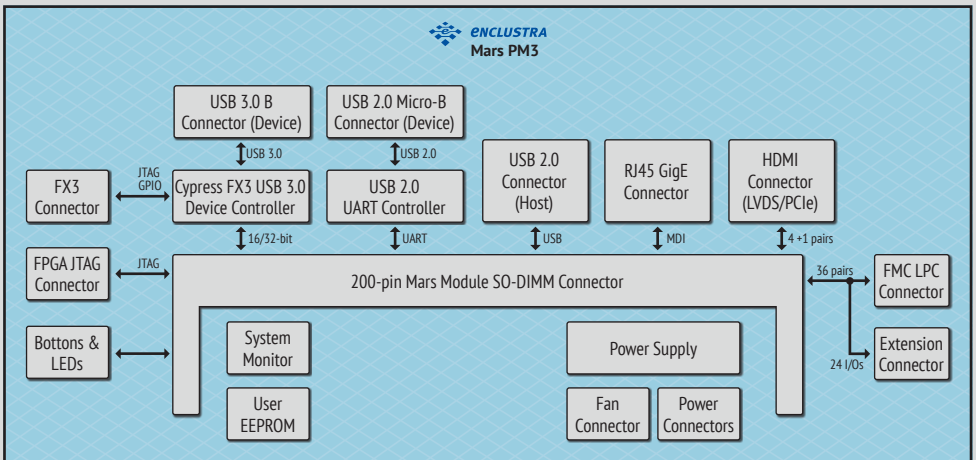 ENCLUSTRA
Mars PM3
USB 3.0 B
Connector (Device)
USB 2.0 Micro-B
Connector (Device)
USB 3.0
USB 2.0
USB 2.0
Connector
(Host)
RJ45 GigE
Connector
HDMI
Connector
(LVDS/PCIe)
FX3
Connector
JTAG
GPIO
Cypress FX3 USB 3.0
Device Controller
USB 2.0
UART Controller
16/32-bit
UART
USB
MDI
4 +1 pairs
FPGA JTAG
Connector
JTAG
200-pin Mars Module SO-DIMM Connector
36 pairs
FMC LPC
Connector
Bottons &
LEDs
System
Monitor
Power Supply
24 I/Os
Extension
Connector
User
EEPROM
Fan
Connector
Power
Connectors